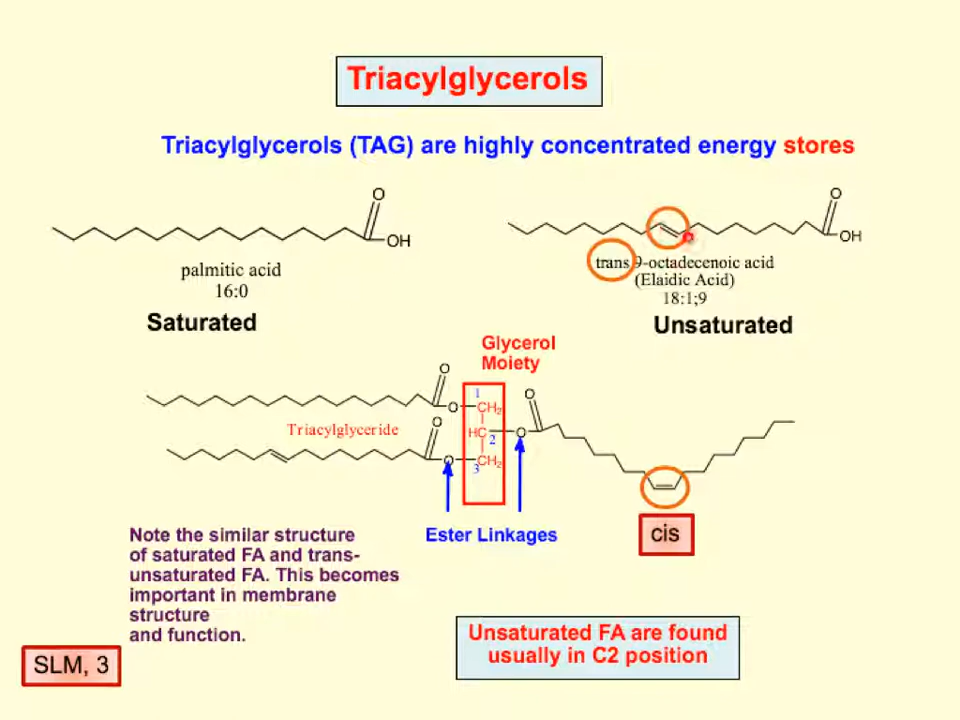 Triacylglycerols
Triacylglycerols (TAG) are highly concentrated energy stores
O
OH
palmitic acid
16:0
Saturated
O
OH
trans 9-octadecenoic acid
(Elaidic Acid)
18:1;9
Unsaturated
Glycerol
Moiety
O
O
1
CH2
O
Triacylglyceride
O
HC
2
O
O
CH2
3
Ester Linkages
cis
Note the similar structure
of saturated FA and trans-
unsaturated FA. This becomes
important in membrane
structure
and function.
Unsaturated FA are found
usually in C2 position
SLM, 3